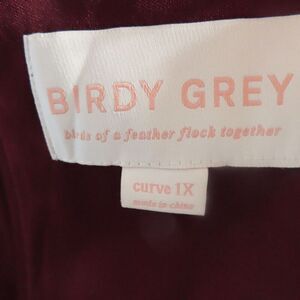 BIRDY GREY
birds of a feather flock together
curve 1X
made in china